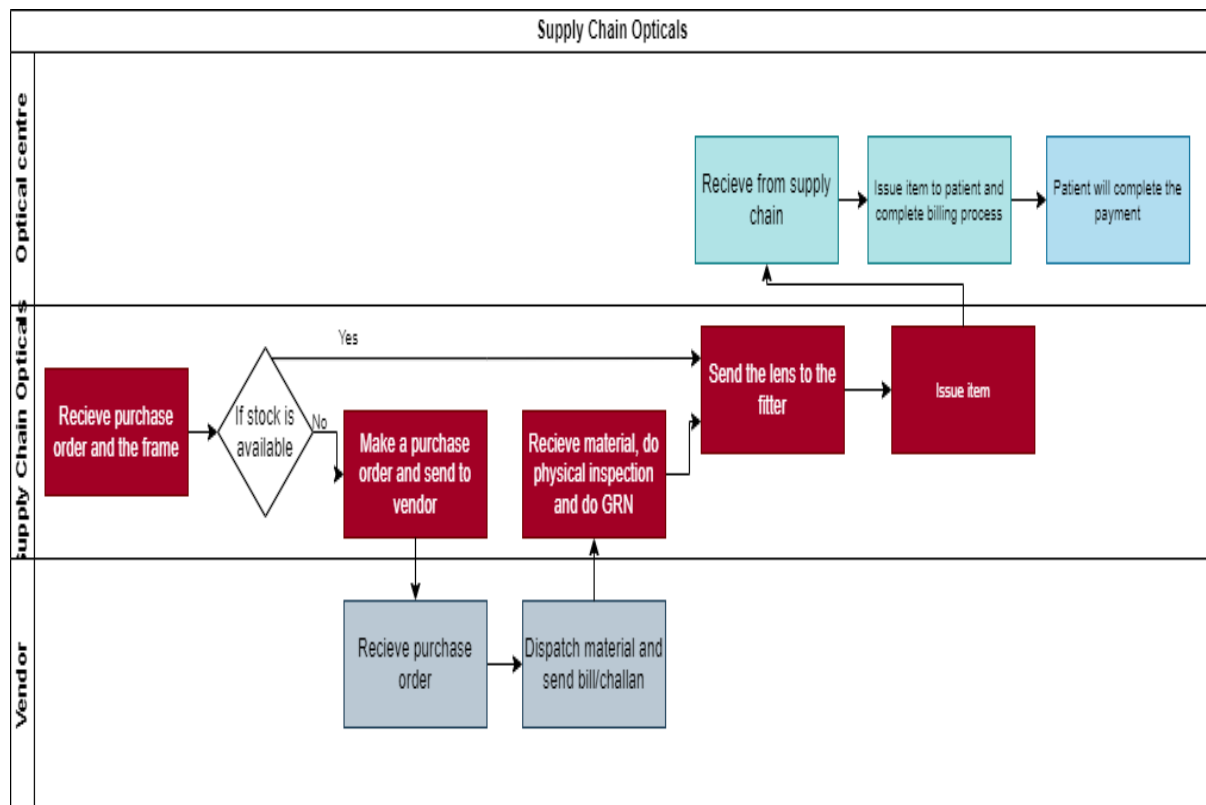 Supply Chain Opticals
Optical centre
Recieve from supply
chain
Issue item to patient and
complete billing process
Patient will complete the
payment
Supply Chain Opticals
Recieve purchase
order and the frame
If stock is
available
Yes
No
Make a purchase
order and send to
vendor
Recieve material, do
physical inspection
and do GRN
Send the lens to the
fitter
Issue item
Vendor
Recieve purchase
order
Dispatch material and
send bill/challan